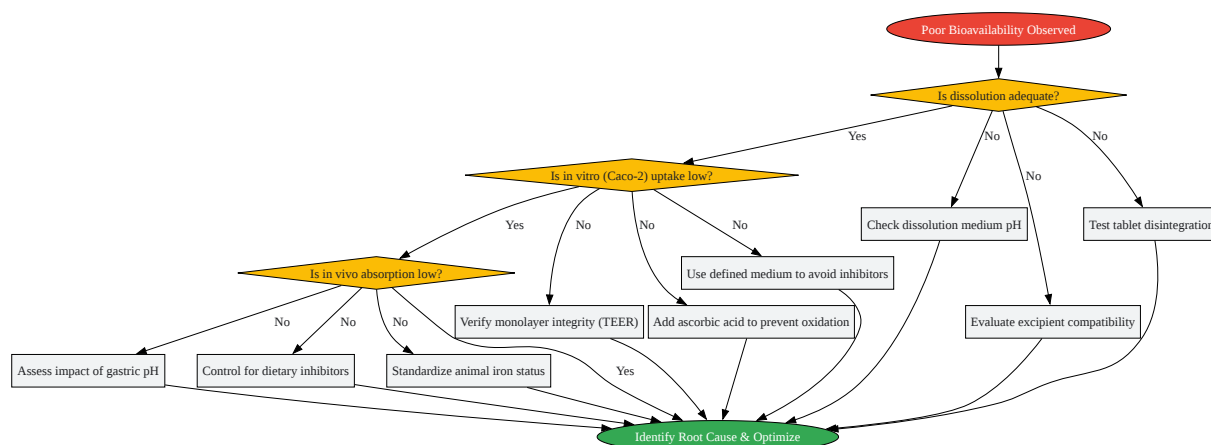 Poor Bioavailability Observed
Is dissolution adequate?
Yes
No
No
No
Is in vitro (Caco-2) uptake low?
Check dissolution medium pH
Test tablet disintegration
Yes
No
No
No
Is in vivo absorption low?
Use defined medium to avoid inhibitors
Verify monolayer integrity (TEER)
Add ascorbic acid to prevent oxidation
Evaluate excipient compatibility
No
No
No
Yes
Assess impact of gastric pH
Control for dietary inhibitors
Standardize animal iron status
Identify Root Cause & Optimize